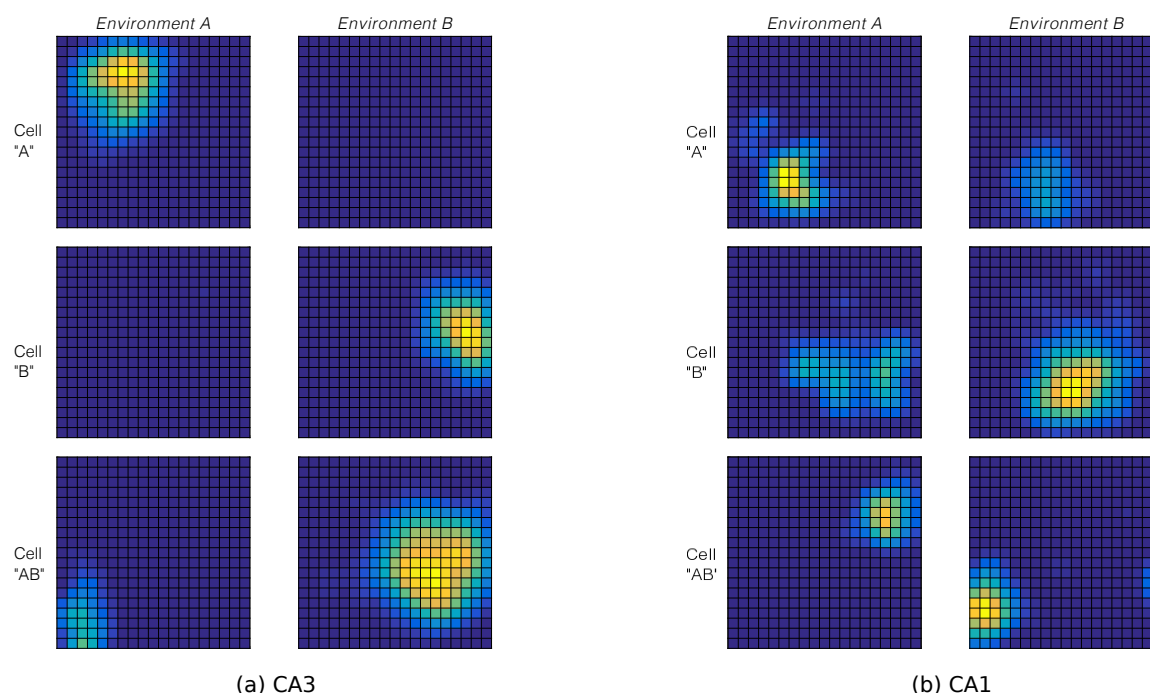 Environment A
Environment B
Environment A
Environment B
Cell
"A"
Cell
"A"
Cell
"B"
Cell
"B"
Cell
"AB"
Cell
"AB'
(a) CA3
(b) CA1